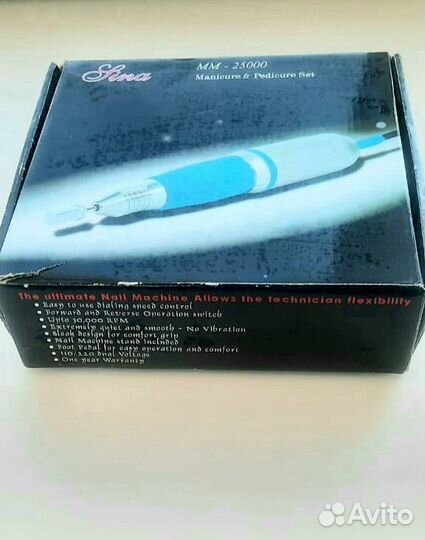 Sina
MM - 25000
Manicure & Pedicure Set
The ultimate Nail Machine Allows the technician flexibility
• Easy to use dialing speed control
• Forward and Reverse Operation switch
• Upto 30,000 RPM
• Extremely quiet and smooth - No Vibration
• Sleak design for comfort grip
• Nail Machine stand included
• Foot Pedal for easy operation and comfort
• 110/220 dual Voltage
• One year Warranty
Avito